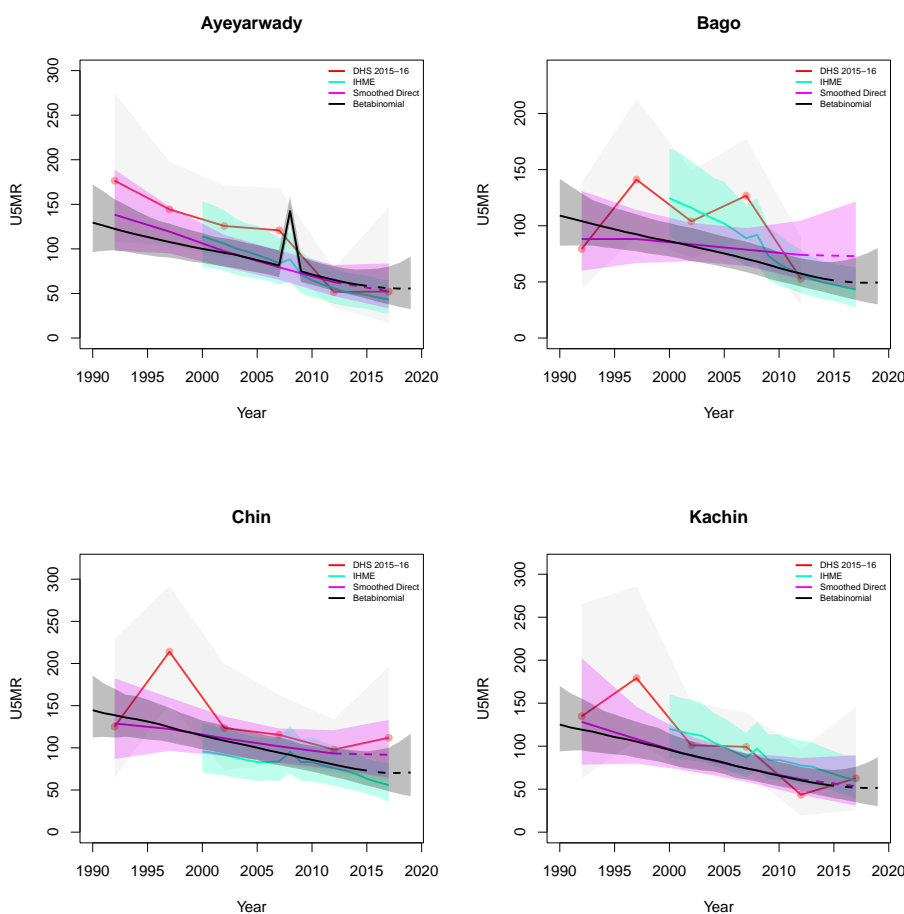 Ayeyarwady
U5MR
300
250
200
150
100
50
0
DHS 2015−16
IHME
Smoothed Direct
Betabinomial
1990 1995 2000 2005 2010 2015 2020
Year
Bago
U5MR
200
150
100
50
0
DHS 2015−16
IHME
Smoothed Direct
Betabinomial
1990 1995 2000 2005 2010 2015 2020
Year
Chin
U5MR
300
250
200
150
100
50
0
DHS 2015−16
IHME
Smoothed Direct
Betabinomial
1990 1995 2000 2005 2010 2015 2020
Year
Kachin
U5MR
300
250
200
150
100
50
0
DHS 2015−16
IHME
Smoothed Direct
Betabinomial
1990 1995 2000 2005 2010 2015 2020
Year